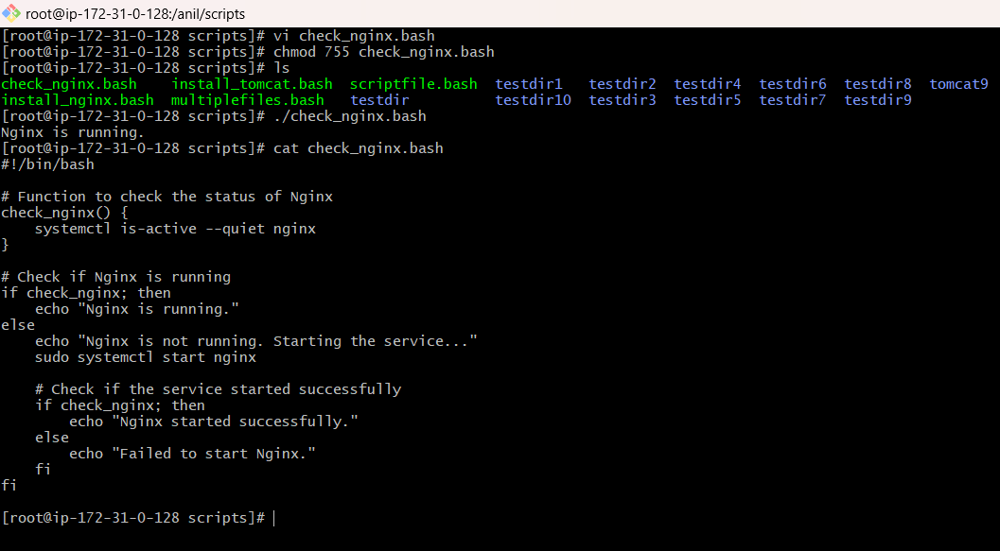 root@ip-172-31-0-128:/anil/scripts
[root@ip-172-31-0-128 scripts]# vi check_nginx.bash
[root@ip-172-31-0-128 scripts]# chmod 755 check_nginx.bash
[root@ip-172-31-0-128 scripts]# ls
check_nginx.bash    install_tomcat.bash  scriptfile.bash  testdir1   testdir2  testdir4  testdir6  testdir8  tomcat9
install_nginx.bash  multiplefiles.bash   testdir          testdir10  testdir3  testdir5  testdir7  testdir9
[root@ip-172-31-0-128 scripts]# ./check_nginx.bash
Nginx is running.
[root@ip-172-31-0-128 scripts]# cat check_nginx.bash
#!/bin/bash

# Function to check the status of Nginx
check_nginx() {
    systemctl is-active --quiet nginx
}

# Check if Nginx is running
if check_nginx; then
    echo "Nginx is running."
else
    echo "Nginx is not running. Starting the service..."
    sudo systemctl start nginx

    # Check if the service started successfully
    if check_nginx; then
        echo "Nginx started successfully."
    else
        echo "Failed to start Nginx."
    fi
fi

[root@ip-172-31-0-128 scripts]#